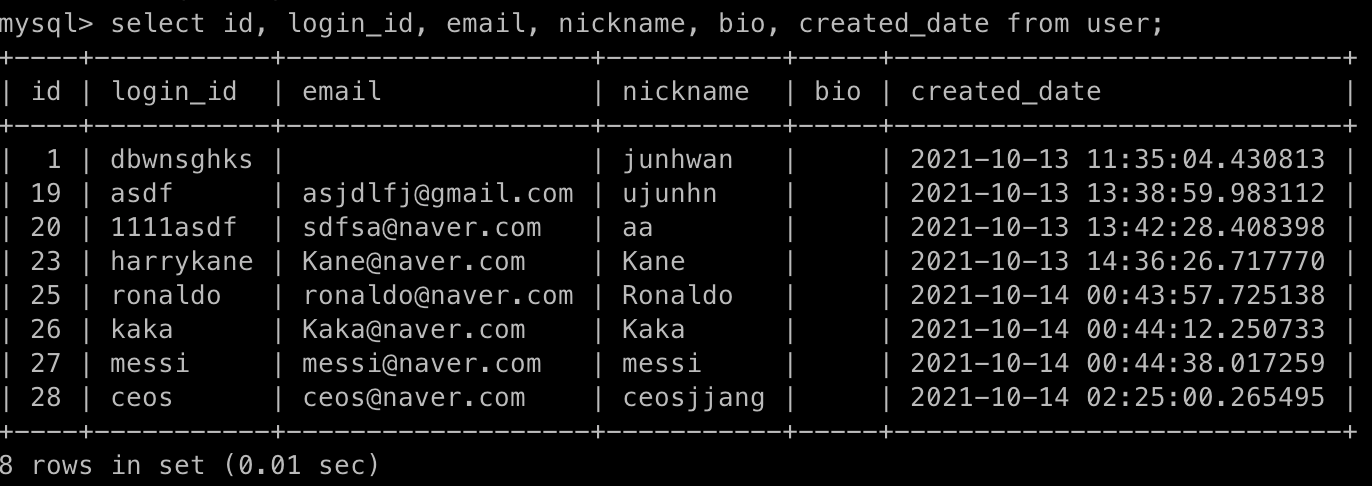 mysql> select id, login_id, email, nickname, bio, created_date from user;
+----+-----------+-------------------+-----------+-----+----------------------------+
| id | login_id  | email             | nickname  | bio | created_date               |
+----+-----------+-------------------+-----------+-----+----------------------------+
|  1 | dbwnsghks |                   | junhwan   |     | 2021-10-13 11:35:04.430813 |
| 19 | asdf      | asjdlfj@gmail.com | ujunhn    |     | 2021-10-13 13:38:59.983112 |
| 20 | 1111asdf  | sdfsa@naver.com   | aa        |     | 2021-10-13 13:42:28.408398 |
| 23 | harrykane | Kane@naver.com    | Kane      |     | 2021-10-13 14:36:26.717770 |
| 25 | ronaldo   | ronaldo@naver.com | Ronaldo   |     | 2021-10-14 00:43:57.725138 |
| 26 | kaka      | Kaka@naver.com    | Kaka      |     | 2021-10-14 00:44:12.250733 |
| 27 | messi     | messi@naver.com   | messi     |     | 2021-10-14 00:44:38.017259 |
| 28 | ceos      | ceos@naver.com    | ceosjjang |     | 2021-10-14 02:25:00.265495 |
+----+-----------+-------------------+-----------+-----+----------------------------+
8 rows in set (0.01 sec)